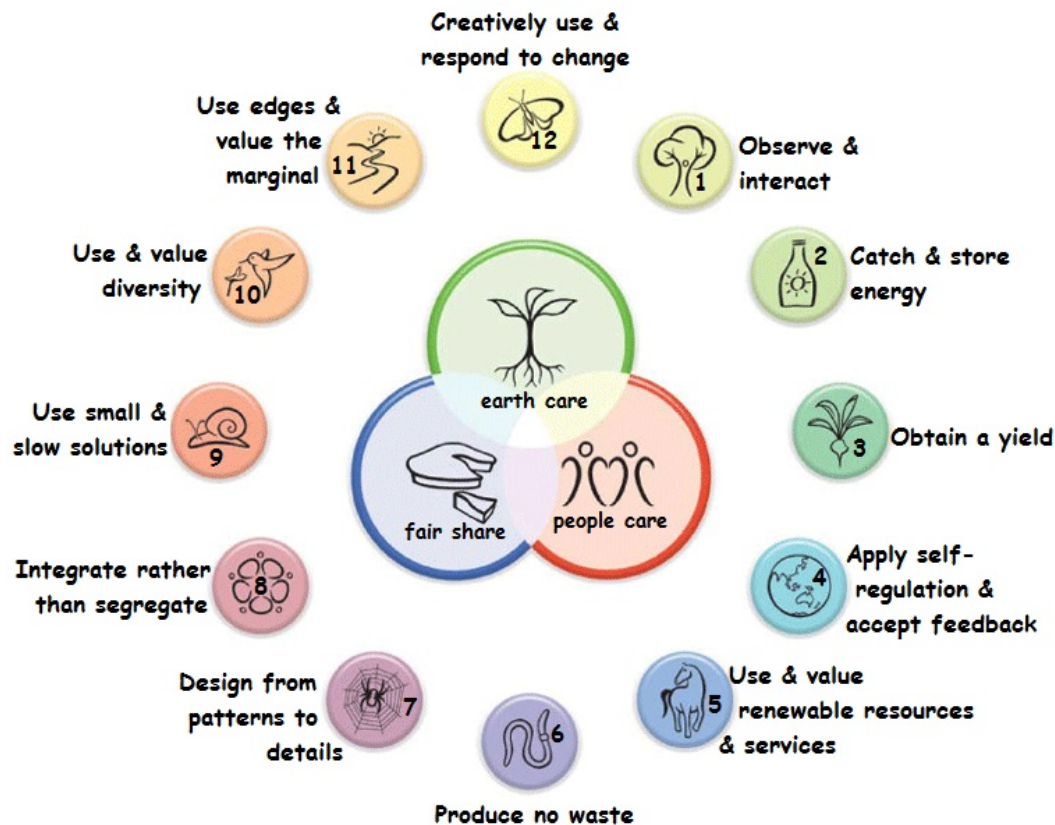 Creatively use &
respond to change
12
Observe &
interact
1
Catch & store
energy
2
Obtain a yield
3
Apply self-
regulation &
accept feedback
4
Use & value
renewable resources
& services
5
Produce no waste
6
Design from
patterns to
details
7
Integrate rather
than segregate
8
Use small &
slow solutions
9
Use & value
diversity
10
Use edges &
value the
marginal
11
earth care
fair share
people care